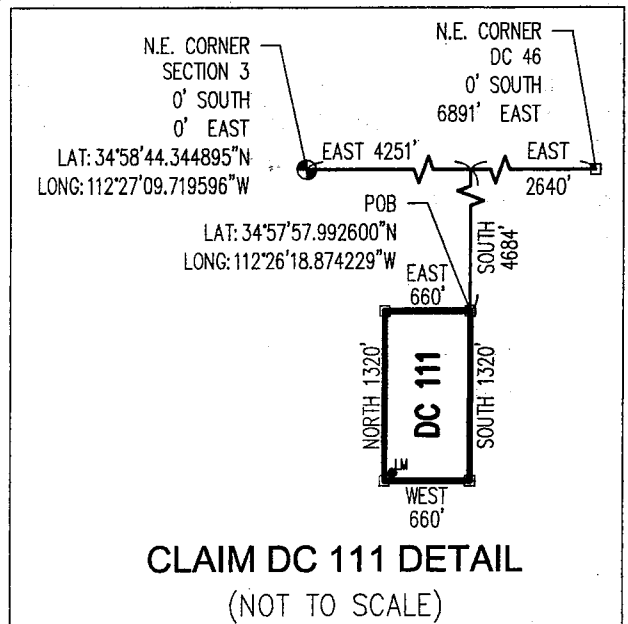 N.E. CORNER
SECTION 3
0' SOUTH
0' EAST
LAT: 34°58'44.344895"N
LONG: 112°27'09.719596"W
N.E. CORNER
DC 46
0' SOUTH
6891' EAST
EAST 4251'
EAST
2640'
POB
LAT: 34°57'57.992600"N
LONG: 112°26'18.874229"W
SOUTH
4684'
EAST
660'
NORTH 1320'
DC 111
SOUTH 1320'
LM
WEST
660'
CLAIM DC 111 DETAIL
(NOT TO SCALE)